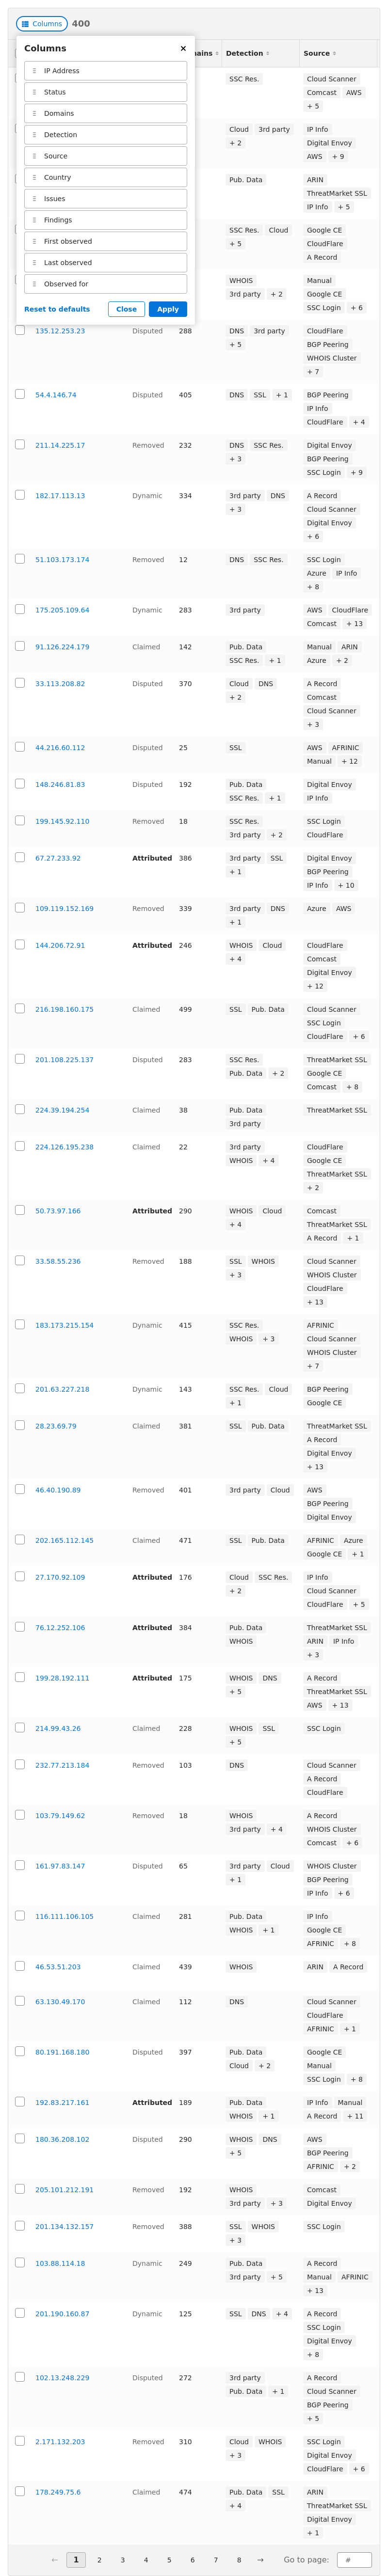 Columns 400
Columns ×
IP Address
Status
Domains
Detection
Source
Country
Issues
Findings
First observed
Last observed
Observed for
Reset to defaults Close Apply
ains Detection Source
SSC Res. Cloud Scanner
Comcast AWS
+ 5
Cloud 3rd party IP Info
+ 2 Digital Envoy
AWS + 9
Pub. Data ARIN
ThreatMarket SSL
IP Info + 5
SSC Res. Cloud Google CE
+ 5 CloudFlare
A Record
WHOIS Manual
3rd party + 2 Google CE
SSC Login + 6
135.12.253.23 Disputed 288 DNS 3rd party CloudFlare
+ 5 BGP Peering
WHOIS Cluster
+ 7
54.4.146.74 Disputed 405 DNS SSL + 1 BGP Peering
IP Info
CloudFlare + 4
211.14.225.17 Removed 232 DNS SSC Res. Digital Envoy
+ 3 BGP Peering
SSC Login + 9
182.17.113.13 Dynamic 334 3rd party DNS A Record
+ 3 Cloud Scanner
Digital Envoy
+ 6
51.103.173.174 Removed 12 DNS SSC Res. SSC Login
Azure IP Info
+ 8
175.205.109.64 Dynamic 283 3rd party AWS CloudFlare
Comcast + 13
91.126.224.179 Claimed 142 Pub. Data Manual ARIN
SSC Res. + 1 Azure + 2
33.113.208.82 Disputed 370 Cloud DNS A Record
+ 2 Comcast
Cloud Scanner
+ 3
44.216.60.112 Disputed 25 SSL AWS AFRINIC
Manual + 12
148.246.81.83 Disputed 192 Pub. Data Digital Envoy
SSC Res. + 1 IP Info
199.145.92.110 Removed 18 SSC Res. SSC Login
3rd party + 2 CloudFlare
67.27.233.92 Attributed 386 3rd party SSL Digital Envoy
+ 1 BGP Peering
IP Info + 10
109.119.152.169 Removed 339 3rd party DNS Azure AWS
+ 1
144.206.72.91 Attributed 246 WHOIS Cloud CloudFlare
+ 4 Comcast
Digital Envoy
+ 12
216.198.160.175 Claimed 499 SSL Pub. Data Cloud Scanner
SSC Login
CloudFlare + 6
201.108.225.137 Disputed 283 SSC Res. ThreatMarket SSL
Pub. Data + 2 Google CE
Comcast + 8
224.39.194.254 Claimed 38 Pub. Data ThreatMarket SSL
3rd party
224.126.195.238 Claimed 22 3rd party CloudFlare
WHOIS + 4 Google CE
ThreatMarket SSL
+ 2
50.73.97.166 Attributed 290 WHOIS Cloud Comcast
+ 4 ThreatMarket SSL
A Record + 1
33.58.55.236 Removed 188 SSL WHOIS Cloud Scanner
+ 3 WHOIS Cluster
CloudFlare
+ 13
183.173.215.154 Dynamic 415 SSC Res. AFRINIC
WHOIS + 3 Cloud Scanner
WHOIS Cluster
+ 7
201.63.227.218 Dynamic 143 SSC Res. Cloud BGP Peering
+ 1 Google CE
28.23.69.79 Claimed 381 SSL Pub. Data ThreatMarket SSL
A Record
Digital Envoy
+ 13
46.40.190.89 Removed 401 3rd party Cloud AWS
BGP Peering
Digital Envoy
202.165.112.145 Claimed 471 SSL Pub. Data AFRINIC Azure
Google CE + 1
27.170.92.109 Attributed 176 Cloud SSC Res. IP Info
+ 2 Cloud Scanner
CloudFlare + 5
76.12.252.106 Attributed 384 Pub. Data ThreatMarket SSL
WHOIS ARIN IP Info
+ 3
199.28.192.111 Attributed 175 WHOIS DNS A Record
+ 5 ThreatMarket SSL
AWS + 13
214.99.43.26 Claimed 228 WHOIS SSL SSC Login
+ 5
232.77.213.184 Removed 103 DNS Cloud Scanner
A Record
CloudFlare
103.79.149.62 Removed 18 WHOIS A Record
3rd party + 4 WHOIS Cluster
Comcast + 6
161.97.83.147 Disputed 65 3rd party Cloud WHOIS Cluster
+ 1 BGP Peering
IP Info + 6
116.111.106.105 Claimed 281 Pub. Data IP Info
WHOIS + 1 Google CE
AFRINIC + 8
46.53.51.203 Claimed 439 WHOIS ARIN A Record
63.130.49.170 Claimed 112 DNS Cloud Scanner
CloudFlare
AFRINIC + 1
80.191.168.180 Disputed 397 Pub. Data Google CE
Cloud + 2 Manual
SSC Login + 8
192.83.217.161 Attributed 189 Pub. Data IP Info Manual
WHOIS + 1 A Record + 11
180.36.208.102 Disputed 290 WHOIS DNS AWS
+ 5 BGP Peering
AFRINIC + 2
205.101.212.191 Removed 192 WHOIS Comcast
3rd party + 3 Digital Envoy
201.134.132.157 Removed 388 SSL WHOIS SSC Login
+ 3
103.88.114.18 Dynamic 249 Pub. Data A Record
3rd party + 5 Manual AFRINIC
+ 13
201.190.160.87 Dynamic 125 SSL DNS + 4 A Record
SSC Login
Digital Envoy
+ 8
102.13.248.229 Disputed 272 3rd party A Record
Pub. Data + 1 Cloud Scanner
BGP Peering
+ 5
2.171.132.203 Removed 310 Cloud WHOIS SSC Login
+ 3 Digital Envoy
CloudFlare + 6
178.249.75.6 Claimed 474 Pub. Data SSL ARIN
+ 4 ThreatMarket SSL
Digital Envoy
+ 1
← 1 2 3 4 5 6 7 8 → Go to page: #